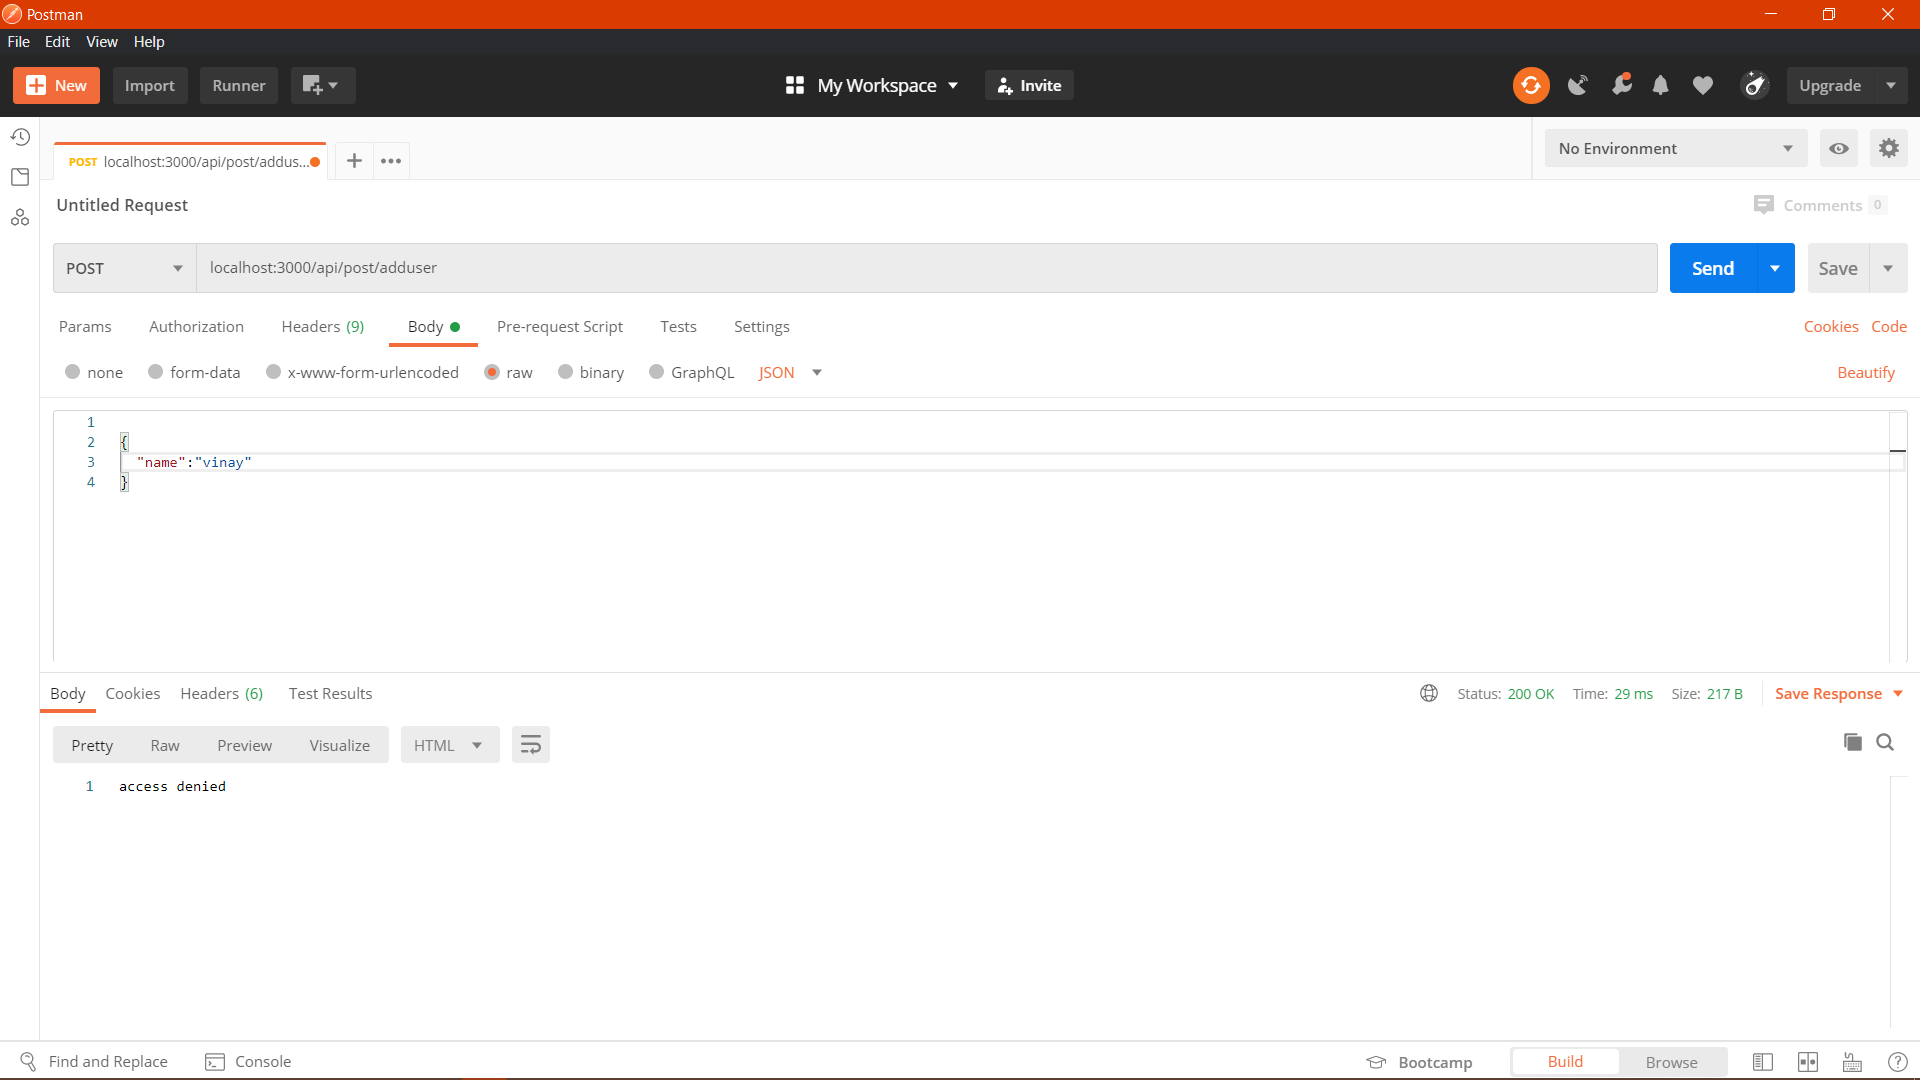 Postman
File Edit View Help
New Import Runner My Workspace Invite Upgrade
POST localhost:3000/api/post/addus... No Environment
Untitled Request Comments 0
POST localhost:3000/api/post/adduser Send Save
Params Authorization Headers (9) Body Pre-request Script Tests Settings Cookies Code
none form-data x-www-form-urlencoded raw binary GraphQL JSON Beautify
1
2 {
3 "name":"vinay"
4 }
Body Cookies Headers (6) Test Results Status: 200 OK Time: 29 ms Size: 217 B Save Response
Pretty Raw Preview Visualize HTML
1 access denied
Find and Replace Console Bootcamp Build Browse